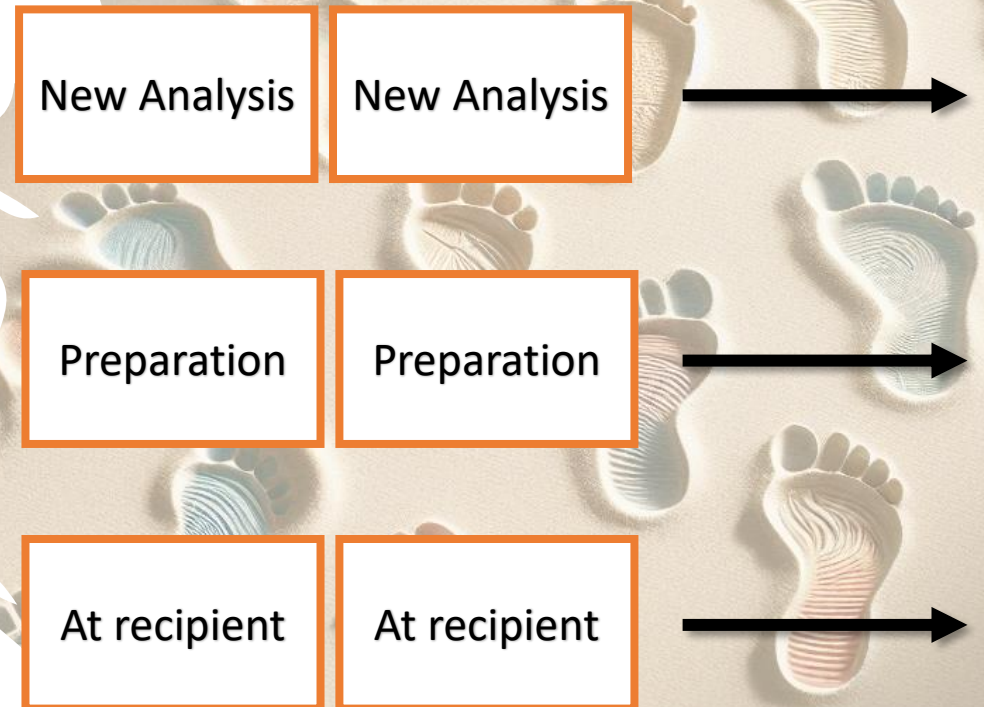 New Analysis New Analysis
Preparation Preparation
At recipient At recipient